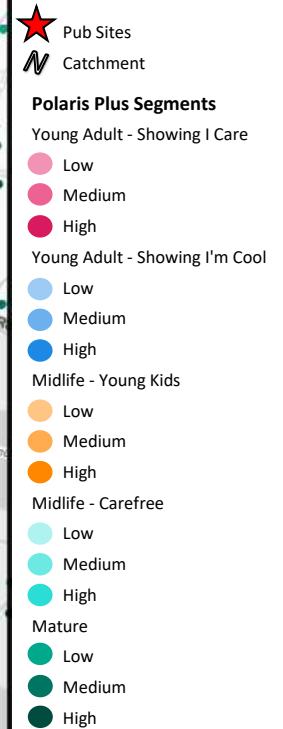 Pub Sites
Catchment
Polaris Plus Segments
Young Adult - Showing I Care
Low
Medium
High
Young Adult - Showing I'm Cool
Low
Medium
High
Midlife - Young Kids
Low
Medium
High
Midlife - Carefree
Low
Medium
High
Mature
Low
Medium
High